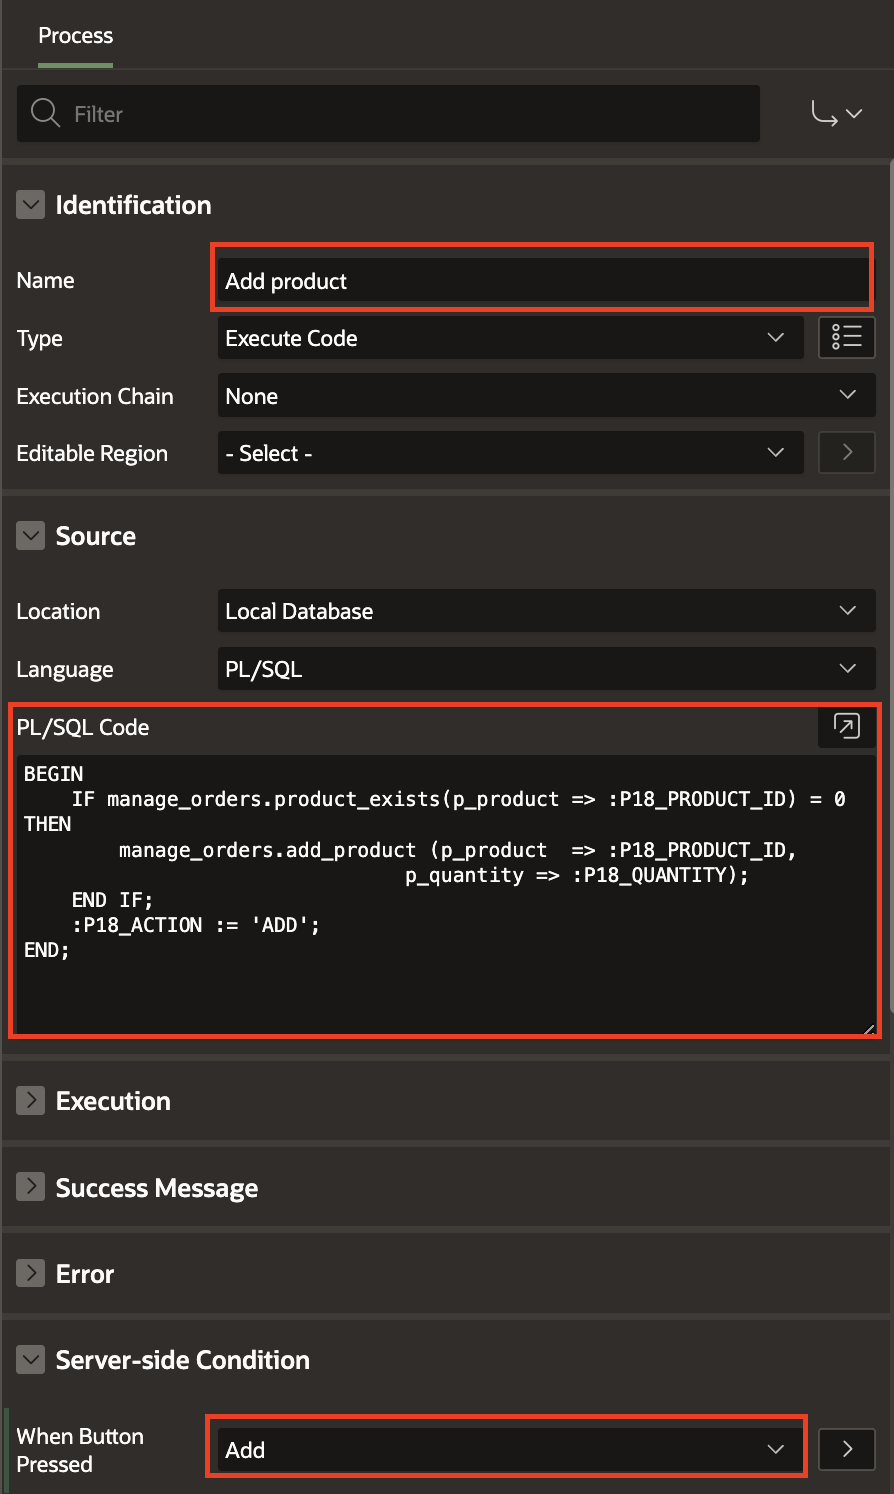 Process
Filter
Identification
Name Add product
Type Execute Code
Execution Chain None
Editable Region - Select -
Source
Location Local Database
Language PL/SQL
PL/SQL Code
BEGIN
    IF manage_orders.product_exists(p_product => :P18_PRODUCT_ID) = 0
THEN
        manage_orders.add_product (p_product  => :P18_PRODUCT_ID,
                                p_quantity => :P18_QUANTITY);
    END IF;
    :P18_ACTION := 'ADD';
END;
Execution
Success Message
Error
Server-side Condition
When Button
Pressed
Add